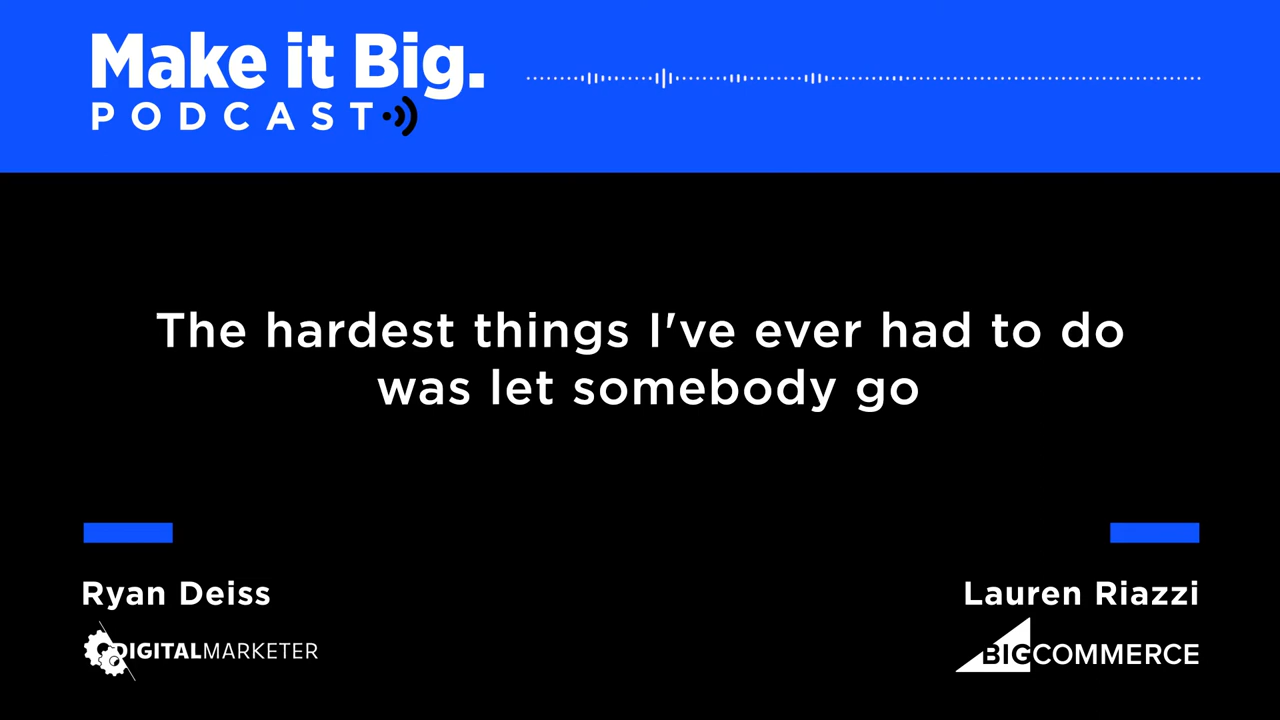 Make it Big.
PODCAST
The hardest things I've ever had to do
was let somebody go
Ryan Deiss
Lauren Riazzi
DIGITALMARKETER
BIGCOMMERCE